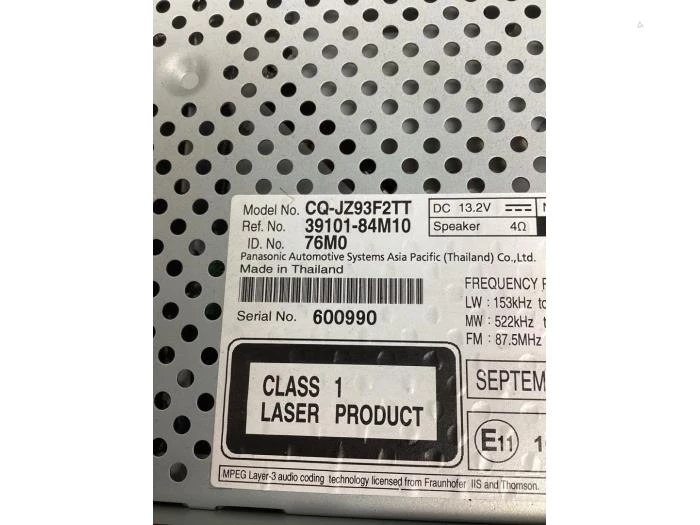 Model No. CQ-JZ93F2TT
Ref. No. 39101-84M10
ID. No. 76M0
DC 13.2V
Speaker 4Ω
Panasonic Automotive Systems Asia Pacific (Thailand) Co.,Ltd.
Made in Thailand
Serial No. 600990
FREQUENCY
LW : 153kHz
MW : 522kHz
FM : 87.5MHz
CLASS 1
LASER PRODUCT
SEPTEM
E11 1
MPEG Layer-3 audio coding technology licensed from Fraunhofer IIS and Thomson.